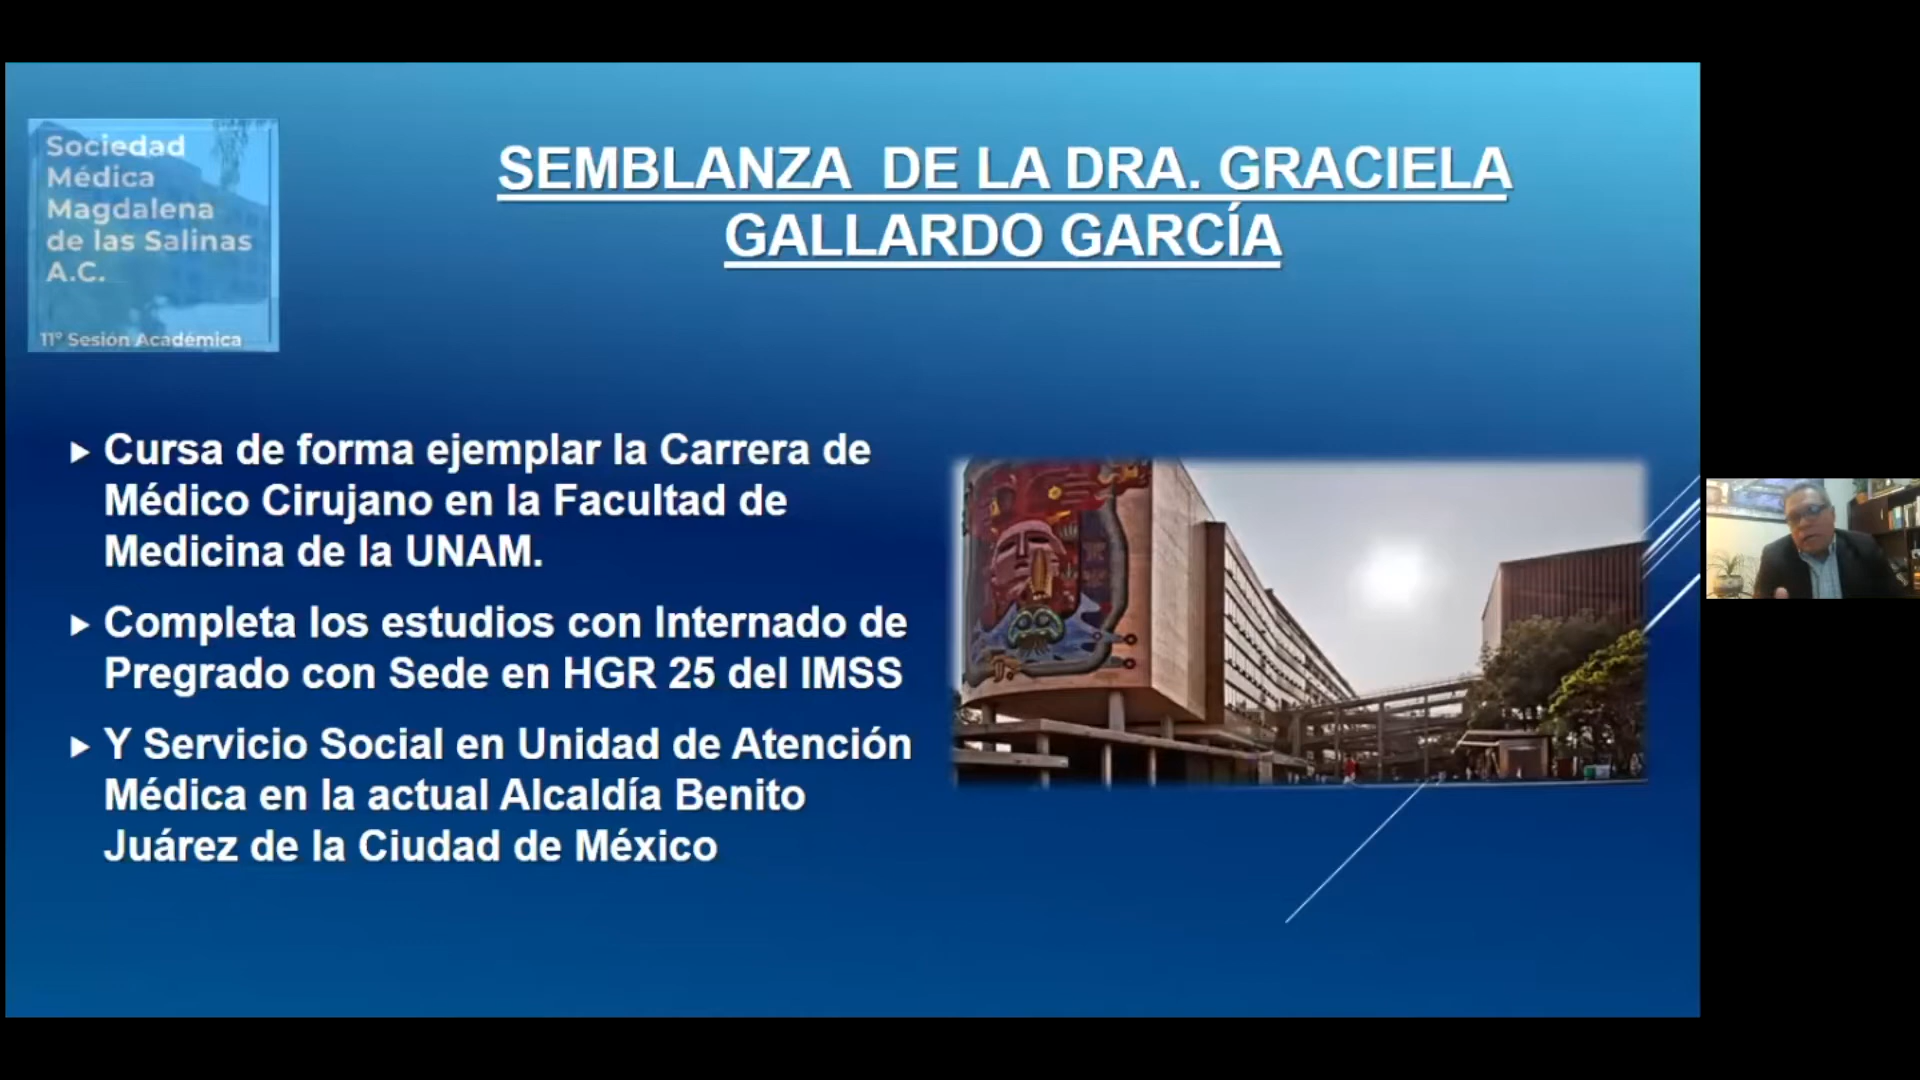 Sociedad
Médica
Magdalena
de las Salinas
A.C.
11° Sesión Académica
SEMBLANZA DE LA DRA. GRACIELA
GALLARDO GARCÍA
Cursa de forma ejemplar la Carrera de
Médico Cirujano en la Facultad de
Medicina de la UNAM.
Completa los estudios con Internado de
Pregrado con Sede en HGR 25 del IMSS
Y Servicio Social en Unidad de Atención
Médica en la actual Alcaldía Benito
Juárez de la Ciudad de México